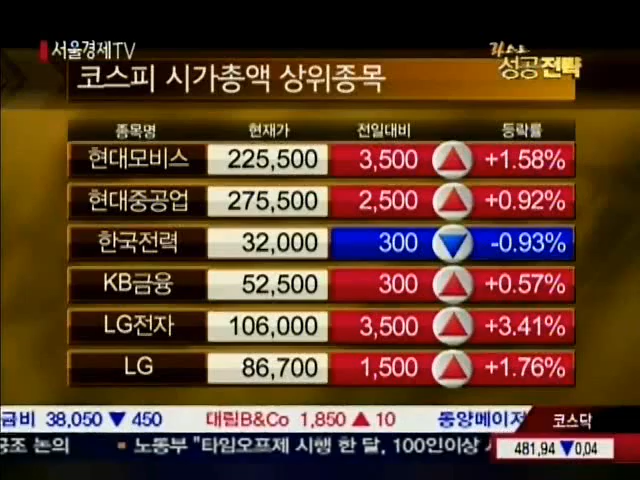 서울경제TV
성공전략
코스피 시가총액 상위종목
종목명 현재가 전일대비 등락률
현대모비스 225,500 3,500 ▲ +1.58%
현대중공업 275,500 2,500 ▲ +0.92%
한국전력 32,000 300 ▼ -0.93%
KB금융 52,500 300 ▲ +0.57%
LG전자 106,000 3,500 ▲ +3.41%
LG 86,700 1,500 ▲ +1.76%
금비 38,050 ▼ 450 대림B&Co 1,850 ▲ 10 동양메이저
코스닥
공조 논의 ▪ 노동부 "타임오프제 시행 한 달, 100인이상
481,94 ▼0,04